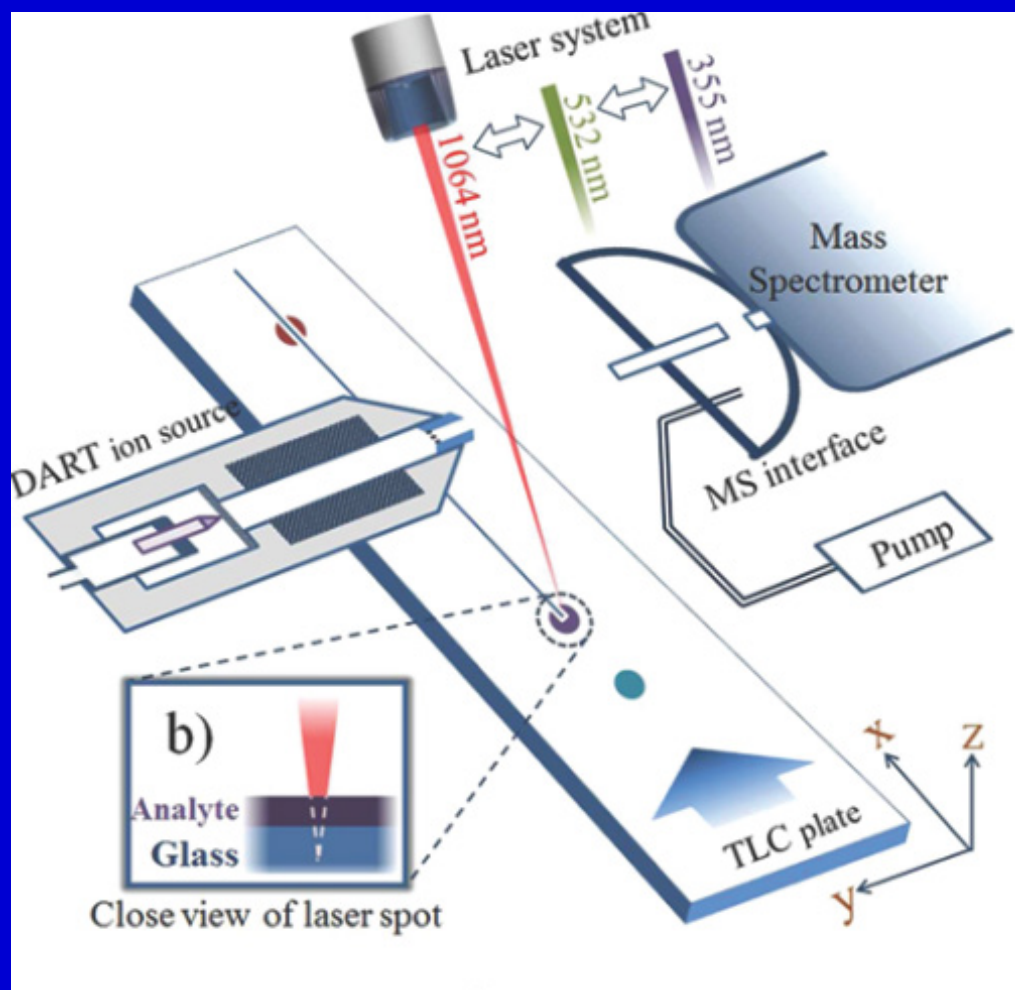 Laser system
1064 nm
532 nm
355 nm
Mass
Spectrometer
DART ion source
MS interface
Pump
b)
Analyte
Glass
Close view of laser spot
TLC plate
x
z
y